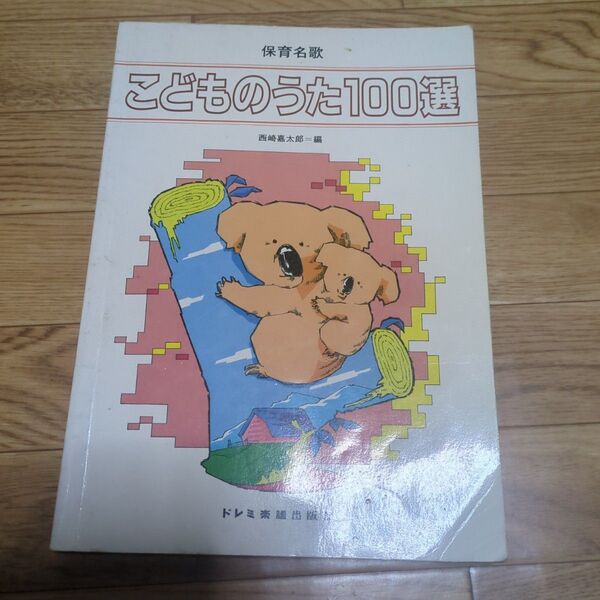 保育名歌
こどものうた100選
西崎嘉太郎=編
ドレミ楽譜出版